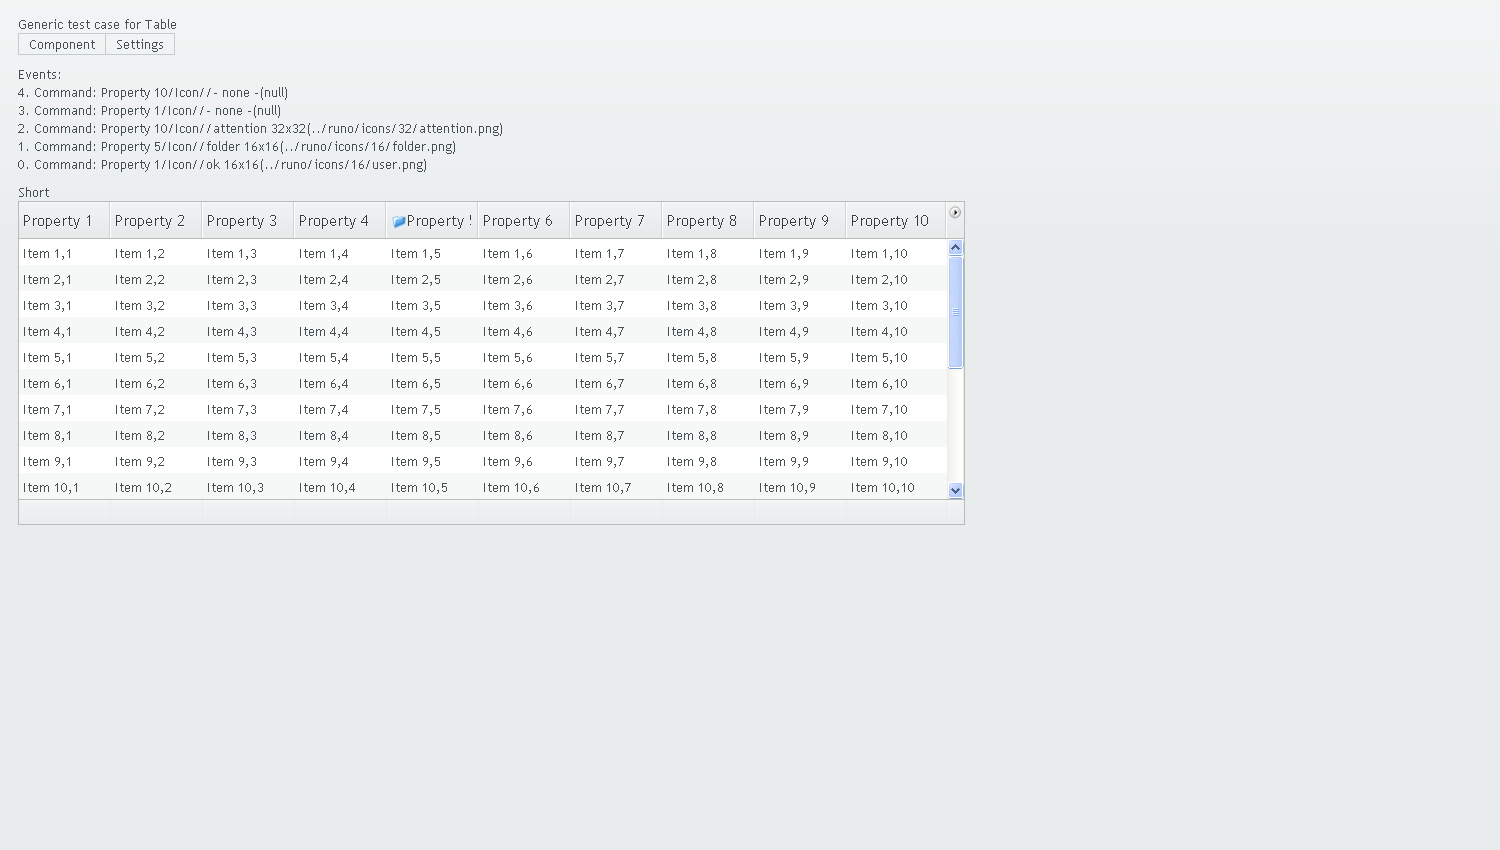 Generic test case for Table
Component Settings
Events:
4. Command: Property 10/Icon//- none -(null)
3. Command: Property 1/Icon//- none -(null)
2. Command: Property 10/Icon//attention 32x32(../runo/icons/32/attention.png)
1. Command: Property 5/Icon//folder 16x16(../runo/icons/16/folder.png)
0. Command: Property 1/Icon//ok 16x16(../runo/icons/16/user.png)
Short
Property 1 Property 2 Property 3 Property 4 Property Property 6 Property 7 Property 8 Property 9 Property 10
Item 1,1 Item 1,2 Item 1,3 Item 1,4 Item 1,5 Item 1,6 Item 1,7 Item 1,8 Item 1,9 Item 1,10
Item 2,1 Item 2,2 Item 2,3 Item 2,4 Item 2,5 Item 2,6 Item 2,7 Item 2,8 Item 2,9 Item 2,10
Item 3,1 Item 3,2 Item 3,3 Item 3,4 Item 3,5 Item 3,6 Item 3,7 Item 3,8 Item 3,9 Item 3,10
Item 4,1 Item 4,2 Item 4,3 Item 4,4 Item 4,5 Item 4,6 Item 4,7 Item 4,8 Item 4,9 Item 4,10
Item 5,1 Item 5,2 Item 5,3 Item 5,4 Item 5,5 Item 5,6 Item 5,7 Item 5,8 Item 5,9 Item 5,10
Item 6,1 Item 6,2 Item 6,3 Item 6,4 Item 6,5 Item 6,6 Item 6,7 Item 6,8 Item 6,9 Item 6,10
Item 7,1 Item 7,2 Item 7,3 Item 7,4 Item 7,5 Item 7,6 Item 7,7 Item 7,8 Item 7,9 Item 7,10
Item 8,1 Item 8,2 Item 8,3 Item 8,4 Item 8,5 Item 8,6 Item 8,7 Item 8,8 Item 8,9 Item 8,10
Item 9,1 Item 9,2 Item 9,3 Item 9,4 Item 9,5 Item 9,6 Item 9,7 Item 9,8 Item 9,9 Item 9,10
Item 10,1 Item 10,2 Item 10,3 Item 10,4 Item 10,5 Item 10,6 Item 10,7 Item 10,8 Item 10,9 Item 10,10